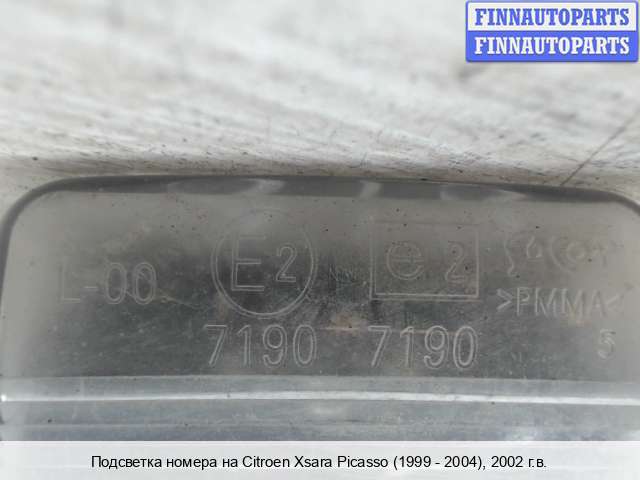 FINNAUTOPARTS
FINNAUTOPARTS
L-00 E2 e 2
>PMMA<
7190 7190 5
Подсветка номера на Citroen Xsara Picasso (1999 - 2004), 2002 г.в.